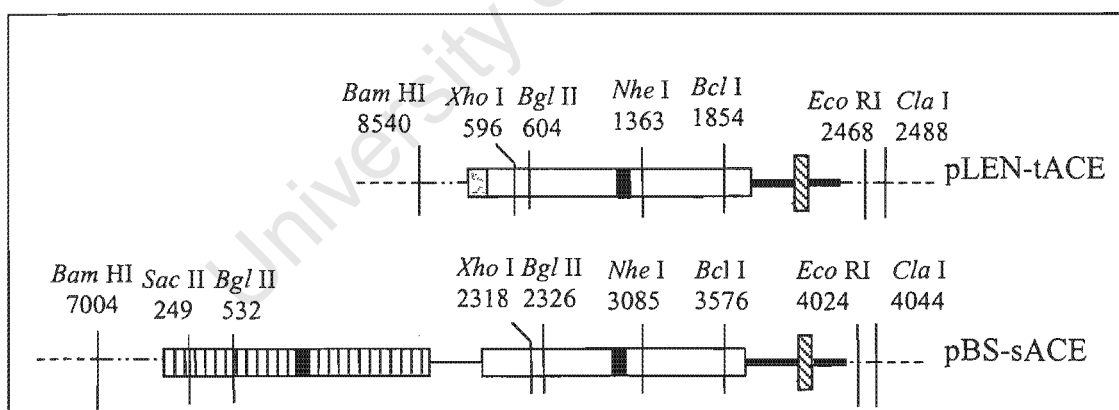 Bam HI Xho I Bgl II Nhe I Bcl I Eco RI Cla I
8540 596 604 1363 1854 2468 2488
pLEN-tACE
Bam HI Sac II Bgl II Xho I Bgl II Nhe I Bcl I Eco RI Cla I
7004 249 532 2318 2326 3085 3576 4024 4044
pBS-sACE
University